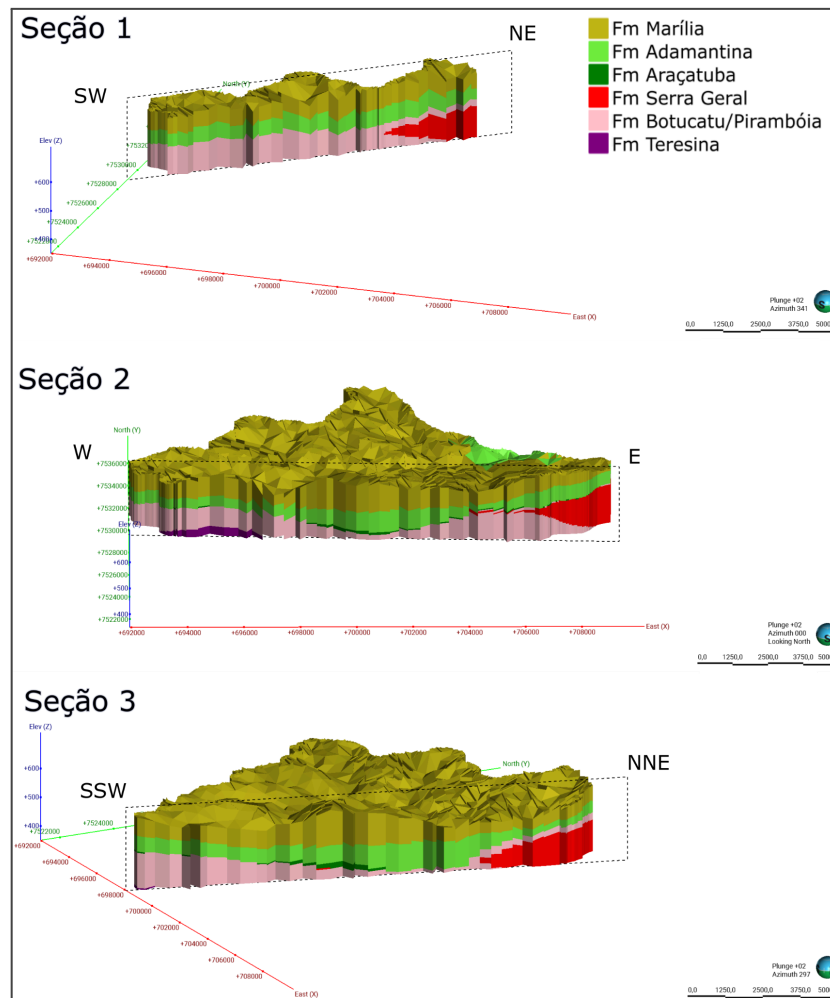 Seção 1
NE
SW
North (Y)
Elev (Z)
+600
+500
+400
+7530000
+7528000
+7526000
+7524000
+692000
+694000
+696000
+698000
+700000
+702000
+704000
+706000
+708000
East (X)
Fm Marília
Fm Adamantina
Fm Araçatuba
Fm Serra Geral
Fm Botucatu/Pirambóia
Fm Teresina
Plunge +02
Azimuth 341
0,0 1250,0 2500,0 3750,0
Seção 2
W
E
North (Y)
+7536000
+7534000
+7532000
+7530000
Elev (Z)
+7528000
+600
+7526000
+500
+7524000
+400
+7522000
+692000
+694000
+696000
+698000
+700000
+702000
+704000
+706000
+708000
East (X)
Plunge +02
Azimuth 000
Looking North
0,0 1250,0 2500,0 3750,0
Seção 3
SSW
NNE
Elev (Z)
North (Y)
+600
+500
+400
+7522000
+7524000
+692000
+694000
+696000
+698000
+700000
+702000
+704000
+706000
+708000
East (X)
Plunge +02
Azimuth 297
0,0 1250,0 2500,0 3750,0